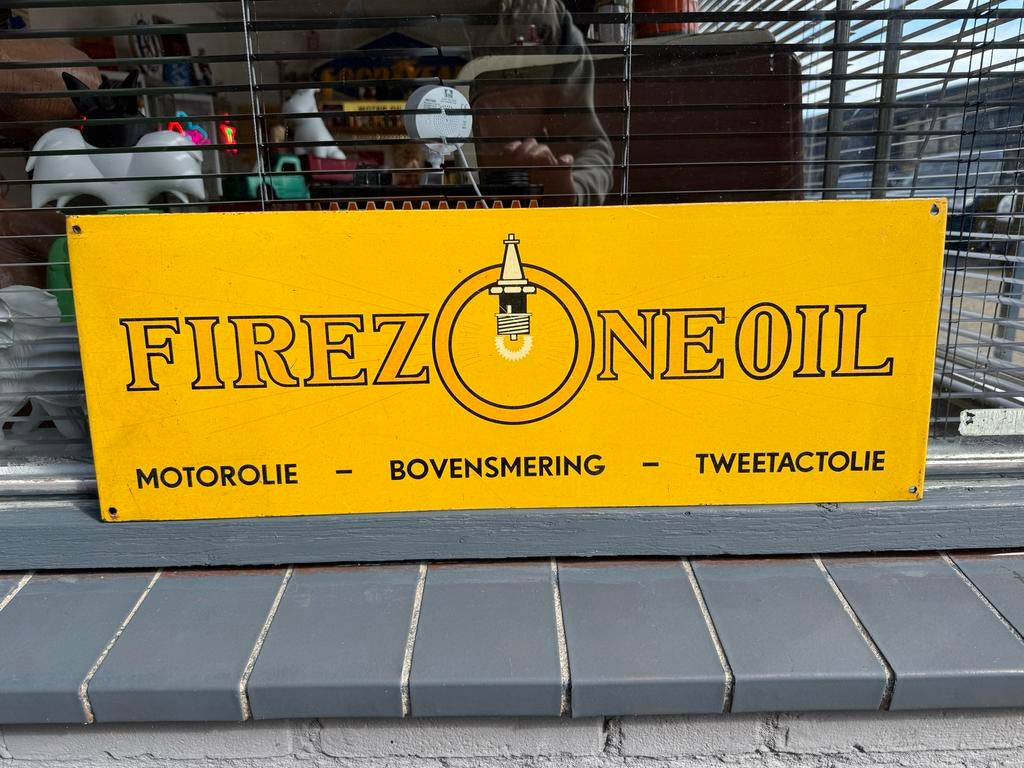 FIREZONE OIL
MOTOROLIE – BOVENSMERING – TWEETACTOLIE